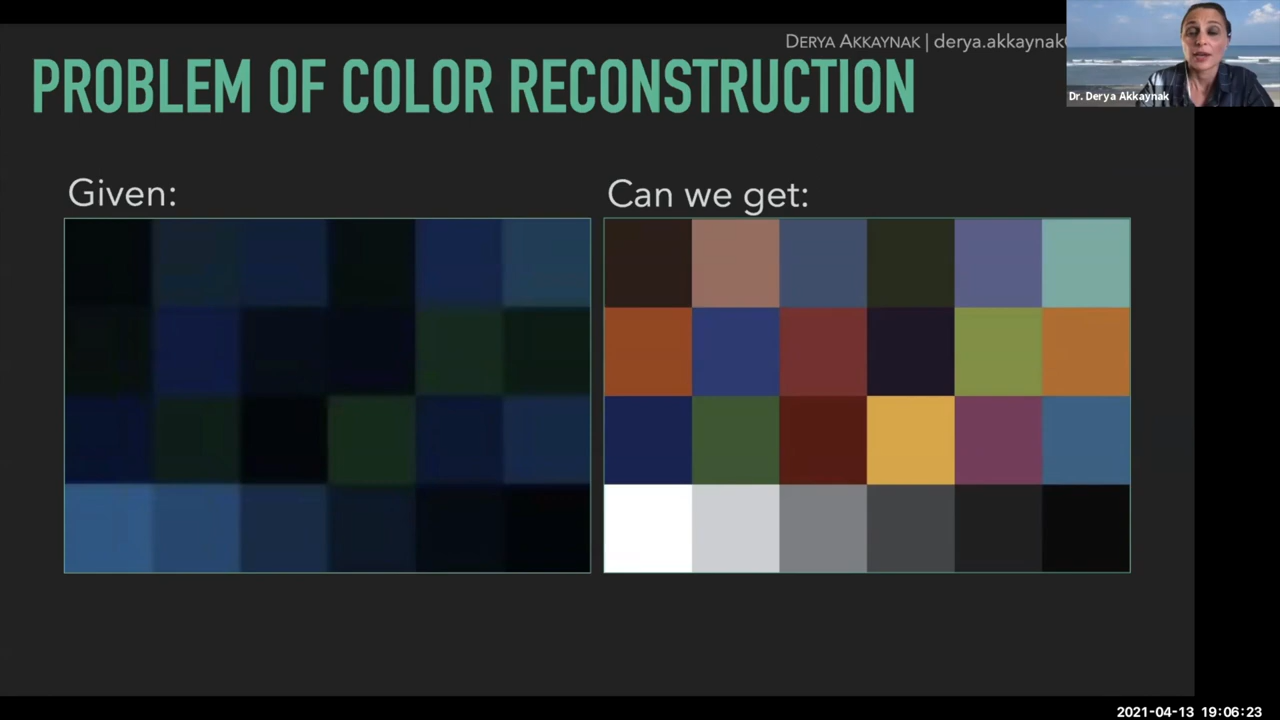 DERYA AKKAYNAK | derya.akkaynak
PROBLEM OF COLOR RECONSTRUCTION
Dr. Derya Akkaynak
Given:
Can we get:
2021-04-13 19:06:23